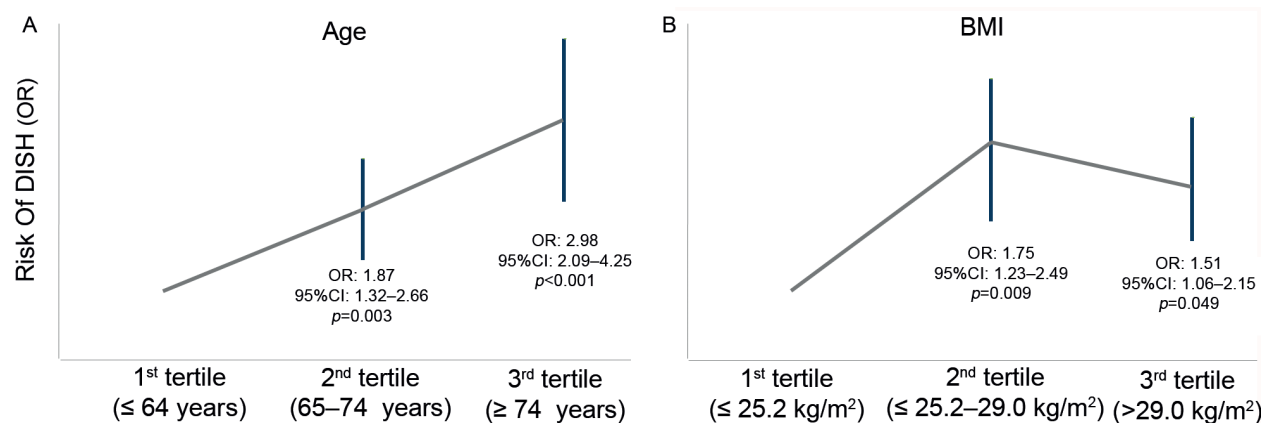 A
Age
Risk Of DISH (OR)
OR: 1.87
95%CI: 1.32–2.66
p=0.003
OR: 2.98
95%CI: 2.09–4.25
p<0.001
1st tertile
(≤ 64 years)
2nd tertile
(65–74 years)
3rd tertile
(≥ 74 years)
B
BMI
OR: 1.75
95%CI: 1.23–2.49
p=0.009
OR: 1.51
95%CI: 1.06–2.15
p=0.049
1st tertile
(≤ 25.2 kg/m²)
2nd tertile
(≤ 25.2–29.0 kg/m²)
3rd tertile
(>29.0 kg/m²)